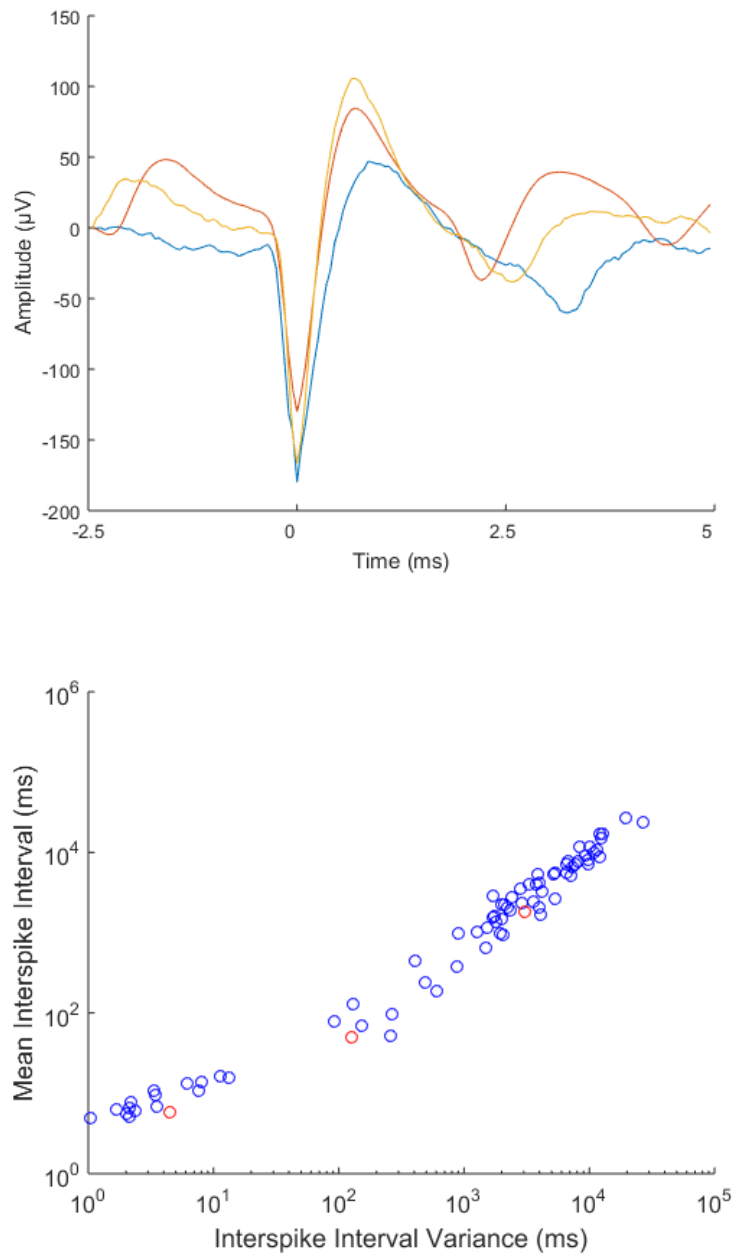 150
100
50
0
-50
-100
-150
-200
Amplitude (µV)
-2.5 0 2.5 5
Time (ms)
10^6
10^4
10^2
10^0
Mean Interspike Interval (ms)
10^0 10^1 10^2 10^3 10^4 10^5
Interspike Interval Variance (ms)